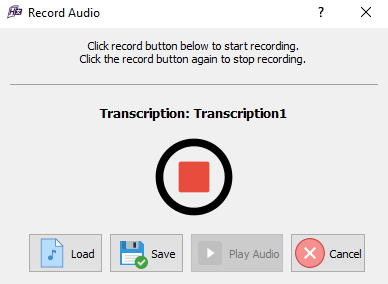 Record Audio
?
Click record button below to start recording.
Click the record button again to stop recording.
Transcription: Transcription1
Load
Save
Play Audio
Cancel